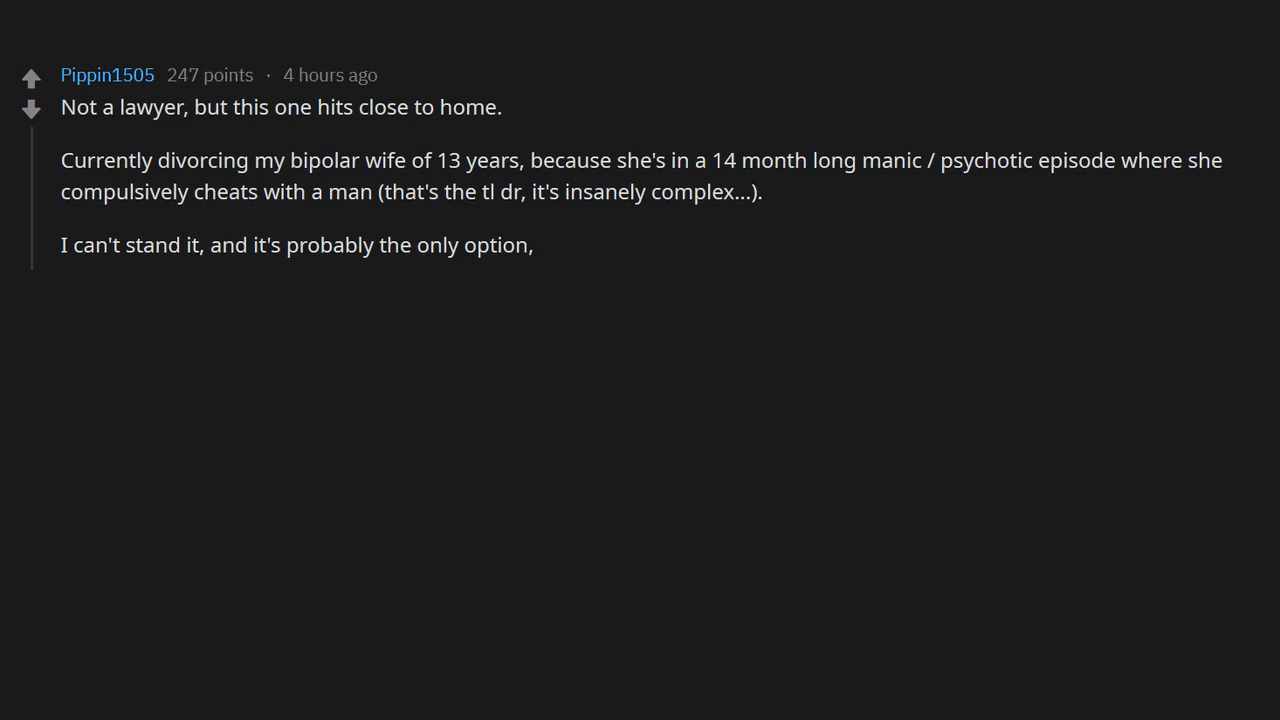 Pippin1505 247 points · 4 hours ago
Not a lawyer, but this one hits close to home.
Currently divorcing my bipolar wife of 13 years, because she's in a 14 month long manic / psychotic episode where she
compulsively cheats with a man (that's the tl dr, it's insanely complex...).
I can't stand it, and it's probably the only option,